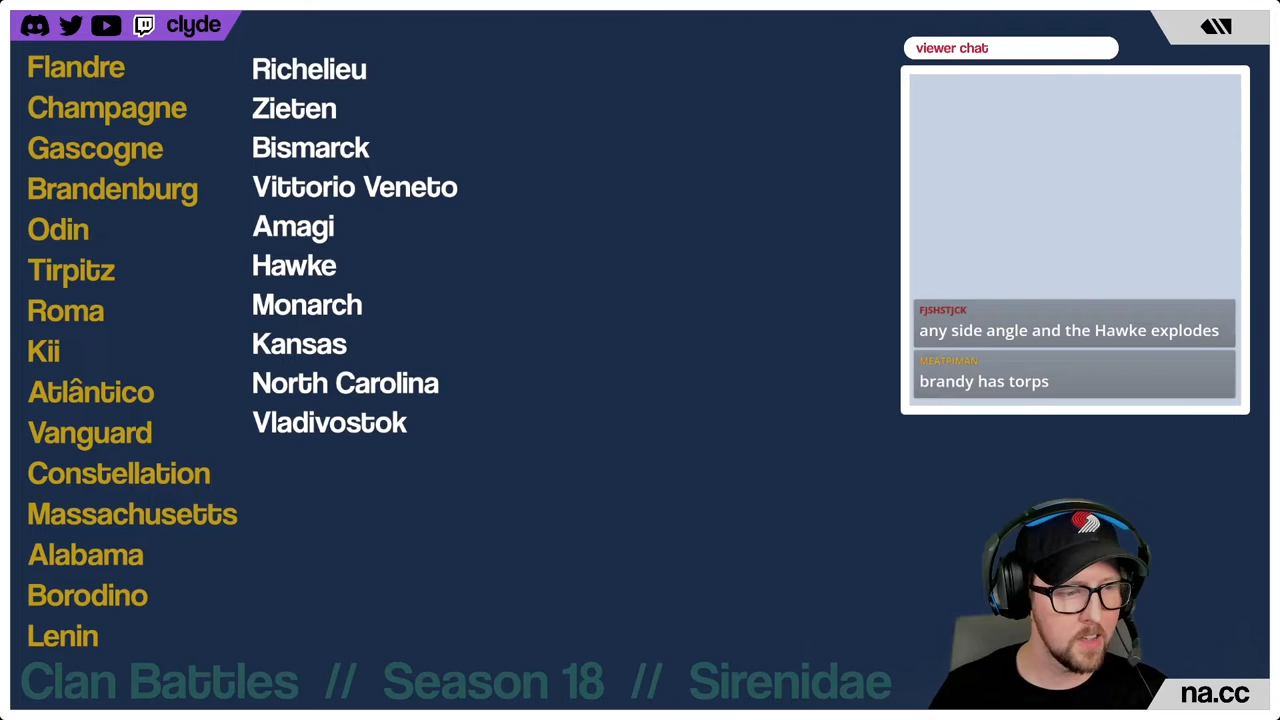 clyde
Flandre
Champagne
Gascogne
Brandenburg
Odin
Tirpitz
Roma
Kii
Atlântico
Vanguard
Constellation
Massachusetts
Alabama
Borodino
Lenin
Richelieu
Zieten
Bismarck
Vittorio Veneto
Amagi
Hawke
Monarch
Kansas
North Carolina
Vladivostok
viewer chat
FJSHSTJCK
any side angle and the Hawke explodes
MEATPIMAN
brandy has torps
Clan Battles // Season 18 // Sirenidae
na.cc